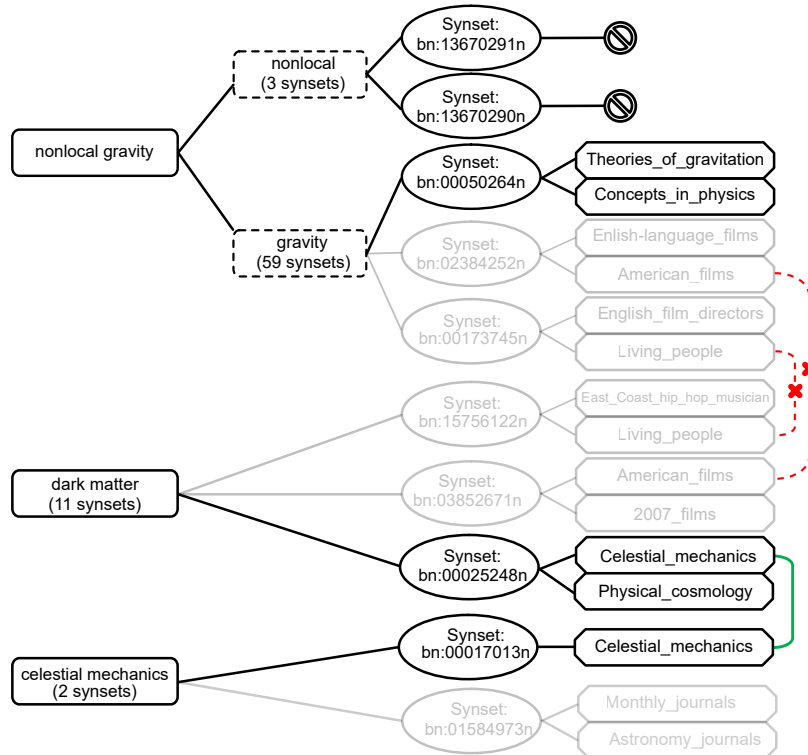 nonlocal gravity
nonlocal
(3 synsets)
Synset:
bn:13670291n
Synset:
bn:13670290n
gravity
(59 synsets)
Synset:
bn:00050264n
Theories_of_gravitation
Concepts_in_physics
Synset:
bn:02384252n
Enlish-language_films
American_films
Synset:
bn:00173745n
English_film_directors
Living_people
dark matter
(11 synsets)
Synset:
bn:15756122n
East_Coast_hip_hop_musician
Living_people
Synset:
bn:03852671n
American_films
2007_films
Synset:
bn:00025248n
Celestial_mechanics
Physical_cosmology
celestial mechanics
(2 synsets)
Synset:
bn:00017013n
Celestial_mechanics
Synset:
bn:01584973n
Monthly_journals
Astronomy_journals